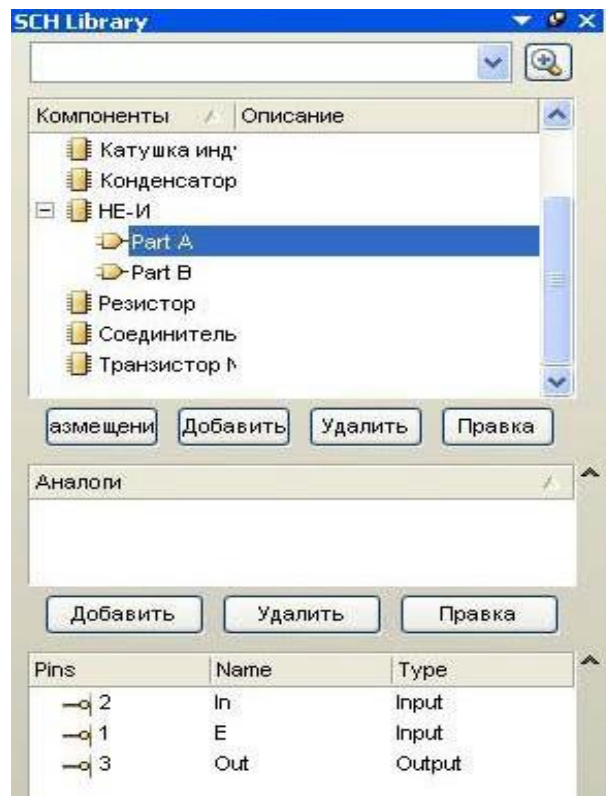 SCH Library
Компоненты Описание
Катушка инд
Конденсатор
НЕ-И
Part A
Part B
Резистор
Соединитель
Транзистор N
азмещени Добавить Удалить Правка
Аналоги
Добавить Удалить Правка
Pins Name Type
2 In Input
1 E Input
3 Out Output